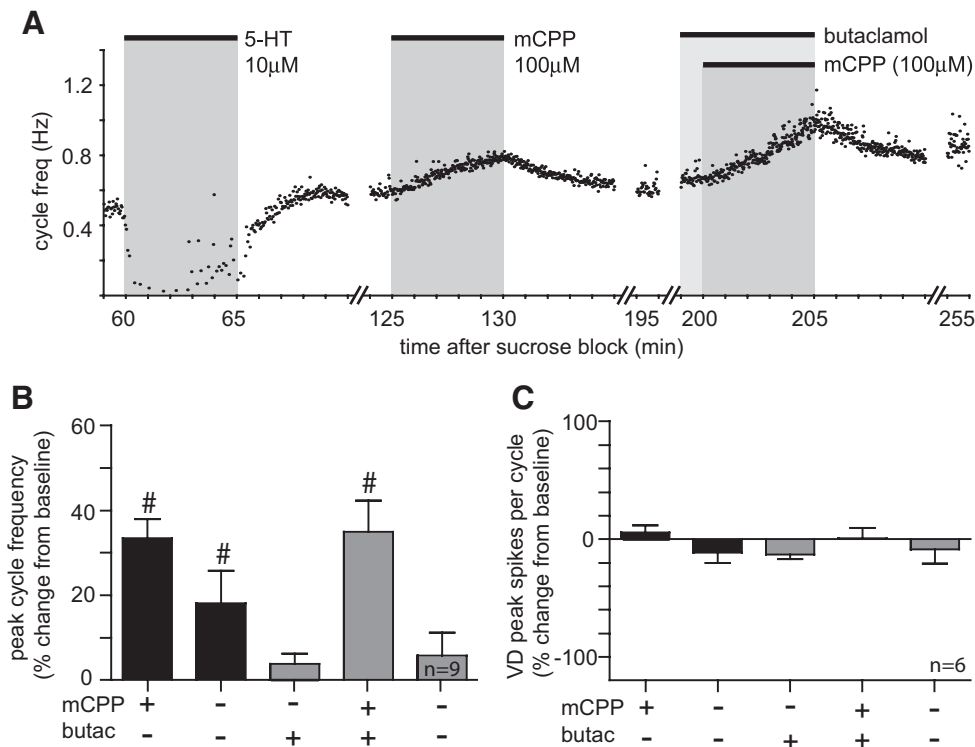 A
5-HT
10µM
mCPP
100µM
butaclamol
mCPP (100µM)
cycle freq (Hz)
1.2
0.8
0.4
60
65
125
130
195
200
205
255
time after sucrose block (min)
B
peak cycle frequency
(% change from baseline)
60
40
20
0
#
#
#
n=9
mCPP + - - + -
butac - - + + -
C
VD peak spikes per cycle
(% change from baseline)
100
0
-100
n=6
mCPP + - - + -
butac - - + + -